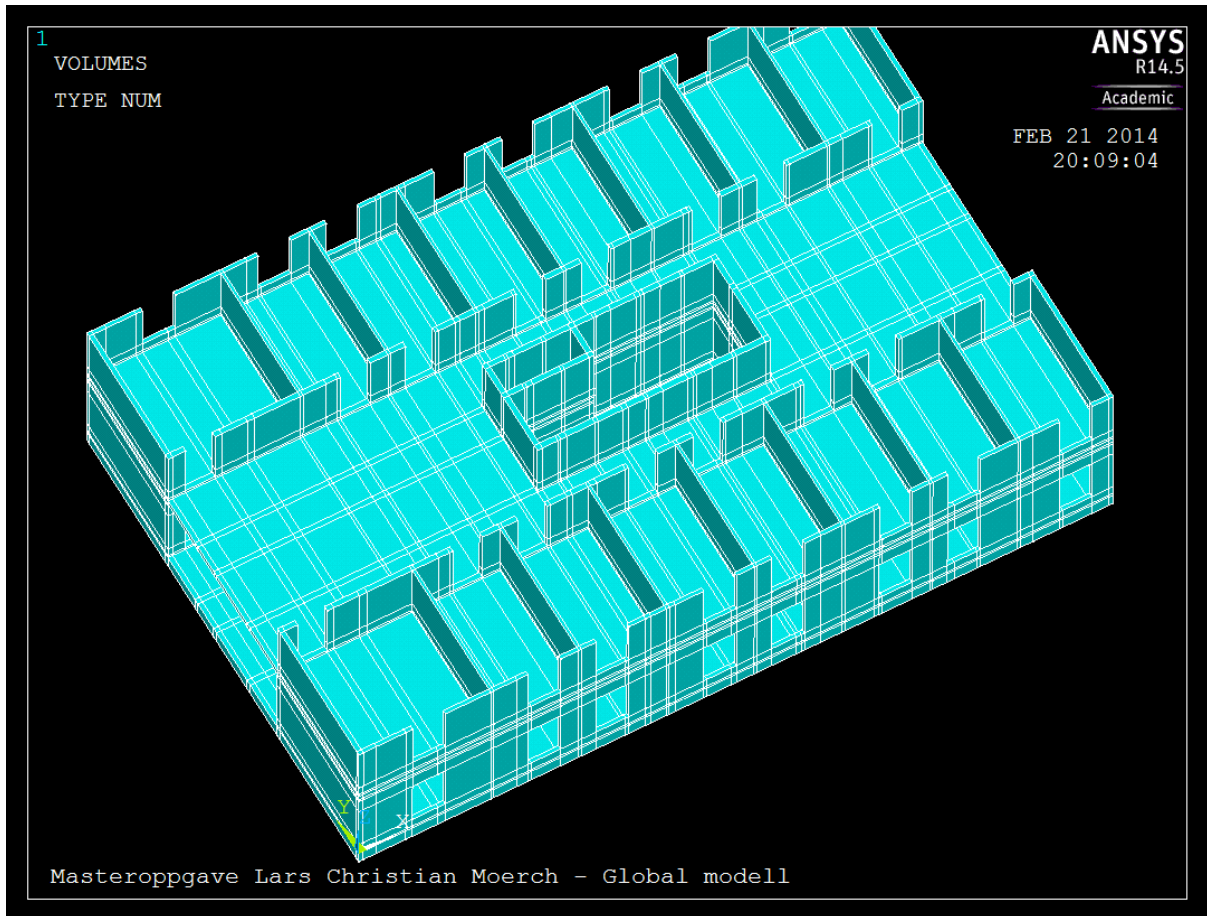 1
VOLUMES
TYPE NUM
ANSYS
R14.5
Academic
FEB 21 2014
20:09:04
Y
X
Masteroppgave Lars Christian Moerch - Global modell